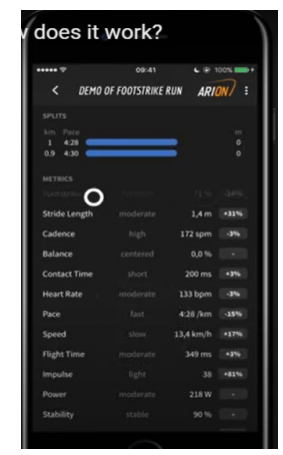 does it work?
09:41
100%
DEMO OF FOOTSTRIKE RUN ARION
SPLITS
km Pace m
1 4:28 0
0.9 4:30 0
METRICS
Footstrike 71 % -14%
Stride Length moderate 1,4 m +31%
Cadence high 172 spm -3%
Balance centered 0,0 % -
Contact Time short 200 ms +3%
Heart Rate moderate 133 bpm -3%
Pace fast 4:28 /km -15%
Speed slow 13,4 km/h +17%
Flight Time moderate 349 ms +3%
Impulse light 38 +81%
Power moderate 218 W -
Stability stable 90 % -